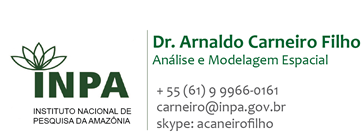 INPA
INSTITUTO NACIONAL DE
PESQUISA DA AMAZÔNIA
Dr. Arnaldo Carneiro Filho
Análise e Modelagem Espacial
+ 55 (61) 9 9966-0161
carneiro@inpa.gov.br
skype: acaneirofilho